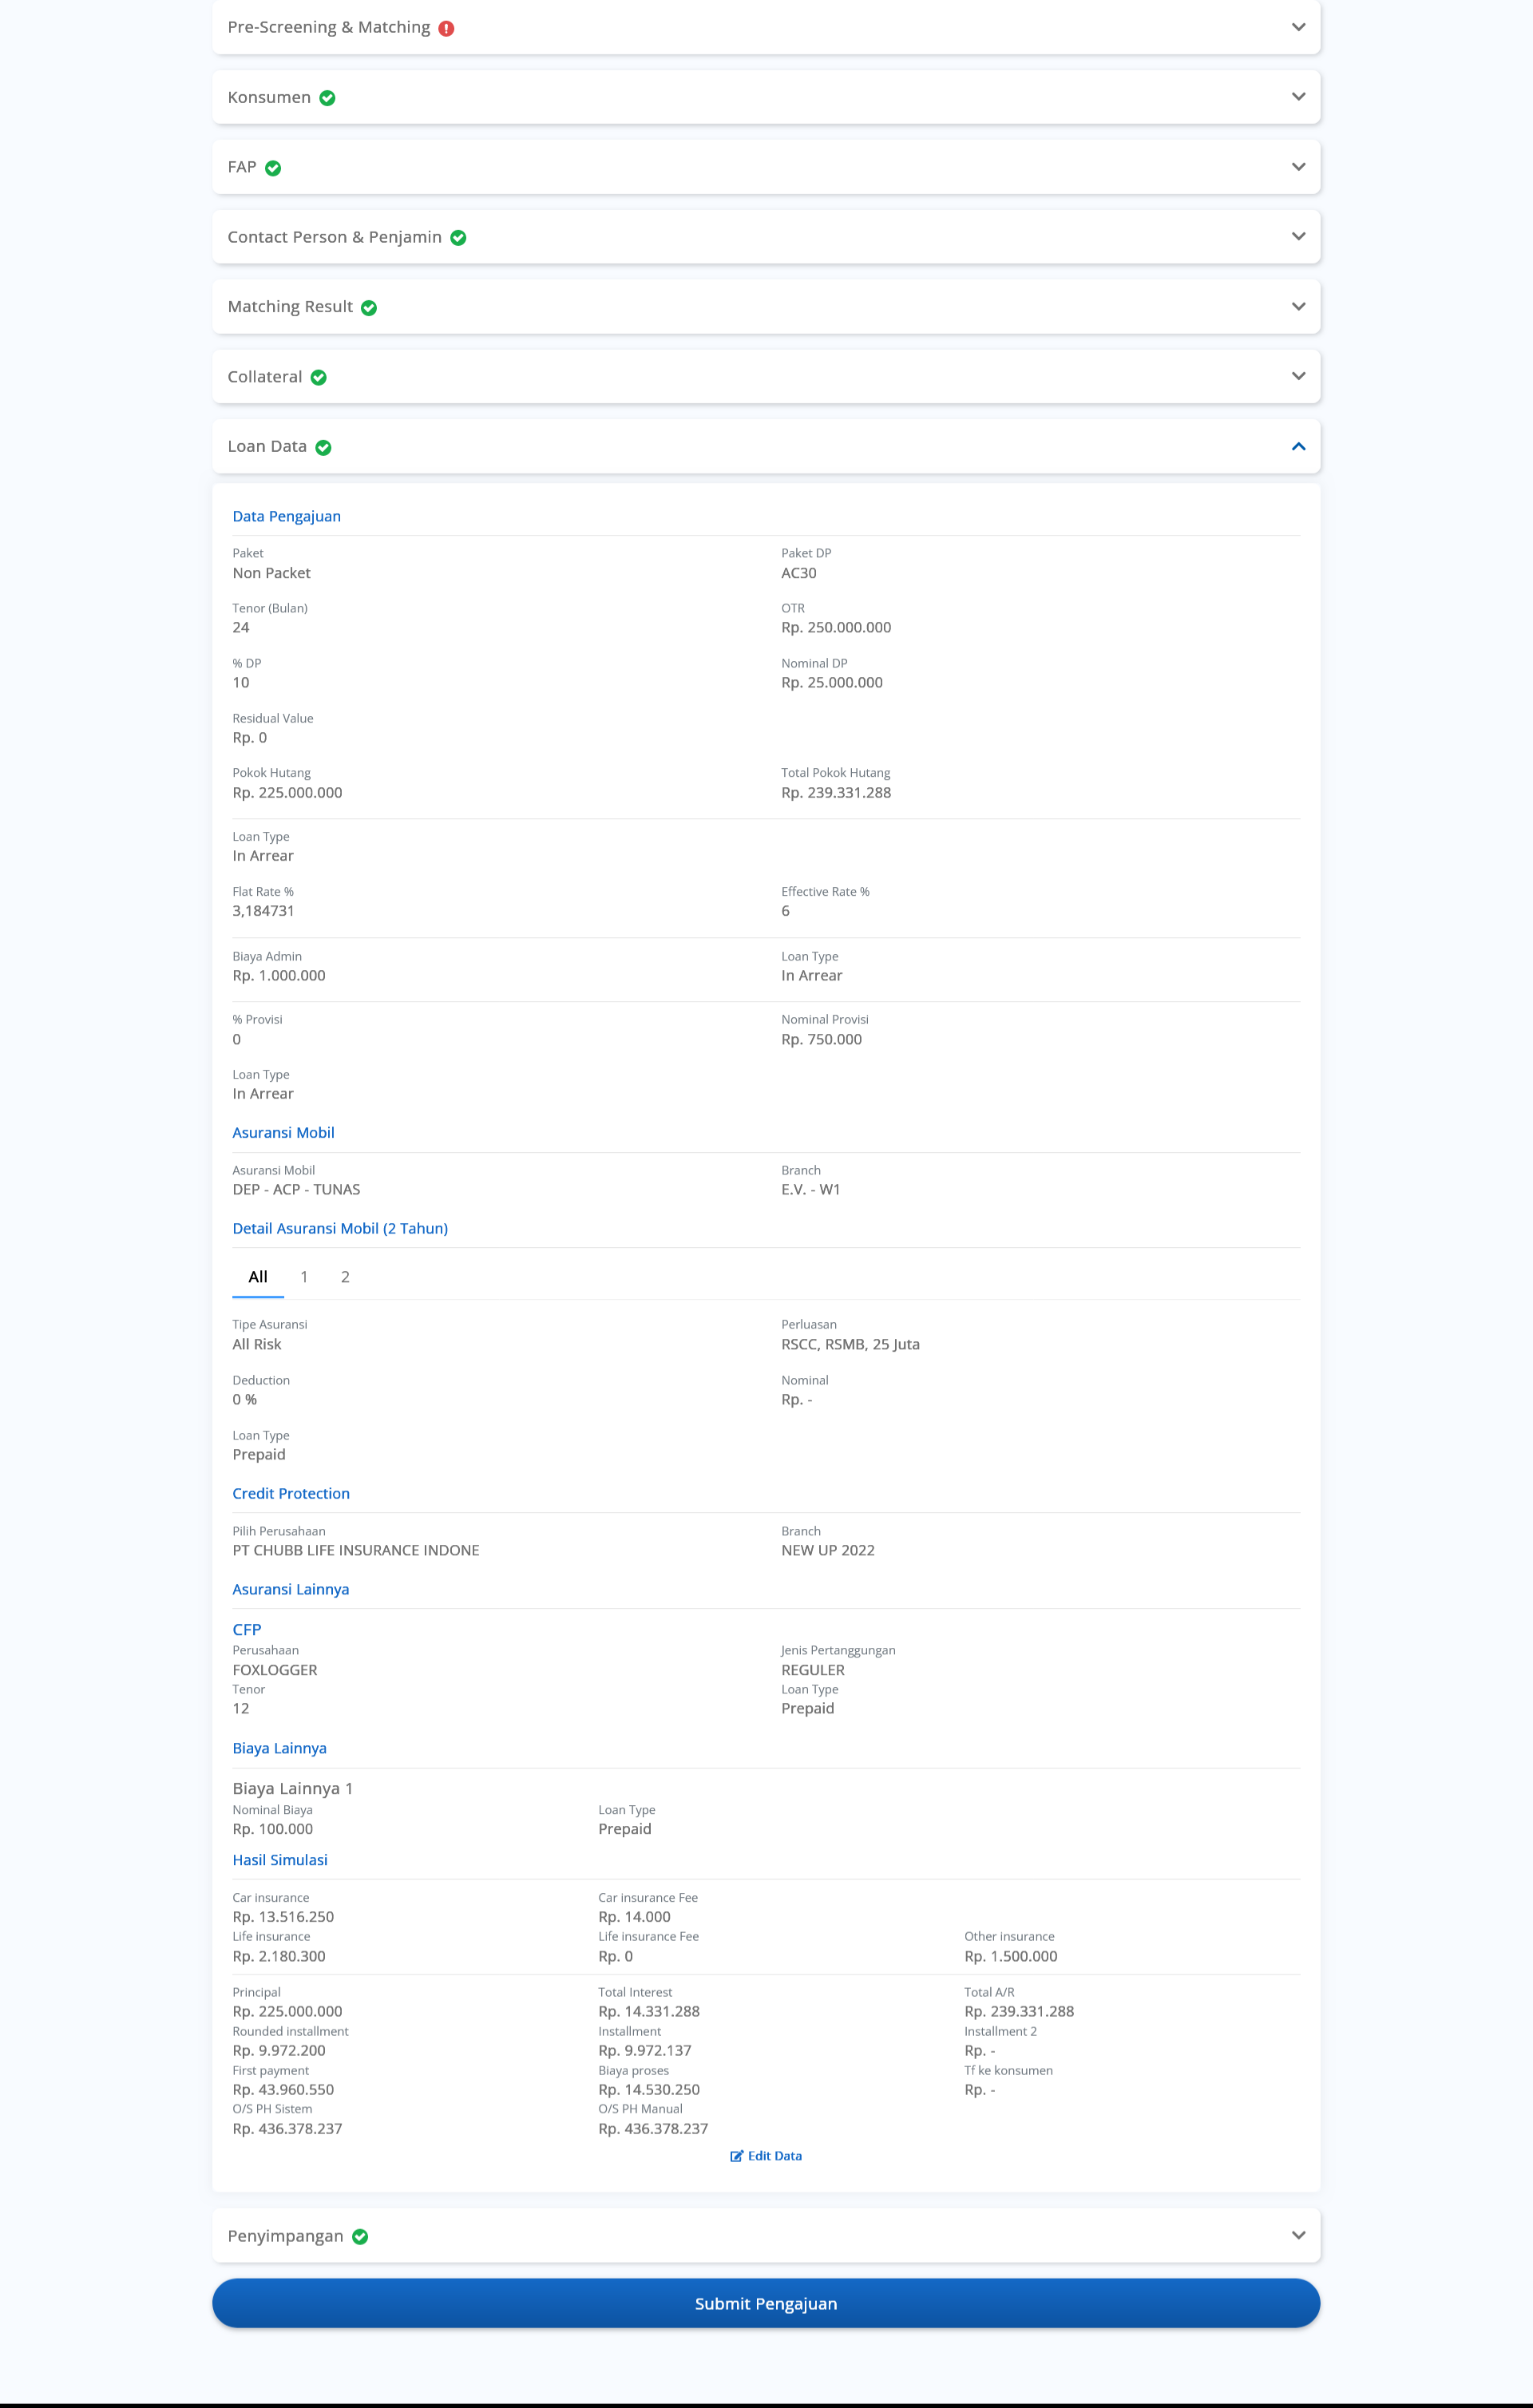 Pre-Screening & Matching
Konsumen
FAP
Contact Person & Penjamin
Matching Result
Collateral
Loan Data
Data Pengajuan
Paket
Paket DP
Non Packet
AC30
Tenor (Bulan)
OTR
24
Rp. 250.000.000
% DP
Nominal DP
10
Rp. 25.000.000
Residual Value
Rp. 0
Pokok Hutang
Total Pokok Hutang
Rp. 225.000.000
Rp. 239.331.288
Loan Type
In Arrear
Flat Rate %
Effective Rate %
3,184731
6
Biaya Admin
Loan Type
Rp. 1.000.000
In Arrear
% Provisi
Nominal Provisi
0
Rp. 750.000
Loan Type
In Arrear
Asuransi Mobil
Asuransi Mobil
Branch
DEP - ACP - TUNAS
E.V. - W1
Detail Asuransi Mobil (2 Tahun)
All 1 2
Tipe Asuransi
Perluasan
All Risk
RSCC, RSMB, 25 Juta
Deduction
Nominal
0 %
Rp. -
Loan Type
Prepaid
Credit Protection
Pilih Perusahaan
Branch
PT CHUBB LIFE INSURANCE INDONE
NEW UP 2022
Asuransi Lainnya
CFP
Perusahaan
Jenis Pertanggungan
FOXLOGGER
REGULER
Tenor
Loan Type
12
Prepaid
Biaya Lainnya
Biaya Lainnya 1
Nominal Biaya
Loan Type
Rp. 100.000
Prepaid
Hasil Simulasi
Car insurance
Car insurance Fee
Rp. 13.516.250
Rp. 14.000
Life insurance
Life insurance Fee
Other insurance
Rp. 2.180.300
Rp. 0
Rp. 1.500.000
Principal
Total Interest
Total A/R
Rp. 225.000.000
Rp. 14.331.288
Rp. 239.331.288
Rounded installment
Installment
Installment 2
Rp. 9.972.200
Rp. 9.972.137
Rp. -
First payment
Biaya proses
Tf ke konsumen
Rp. 43.960.550
Rp. 14.530.250
Rp. -
O/S PH Sistem
O/S PH Manual
Rp. 436.378.237
Rp. 436.378.237
Edit Data
Penyimpangan
Submit Pengajuan